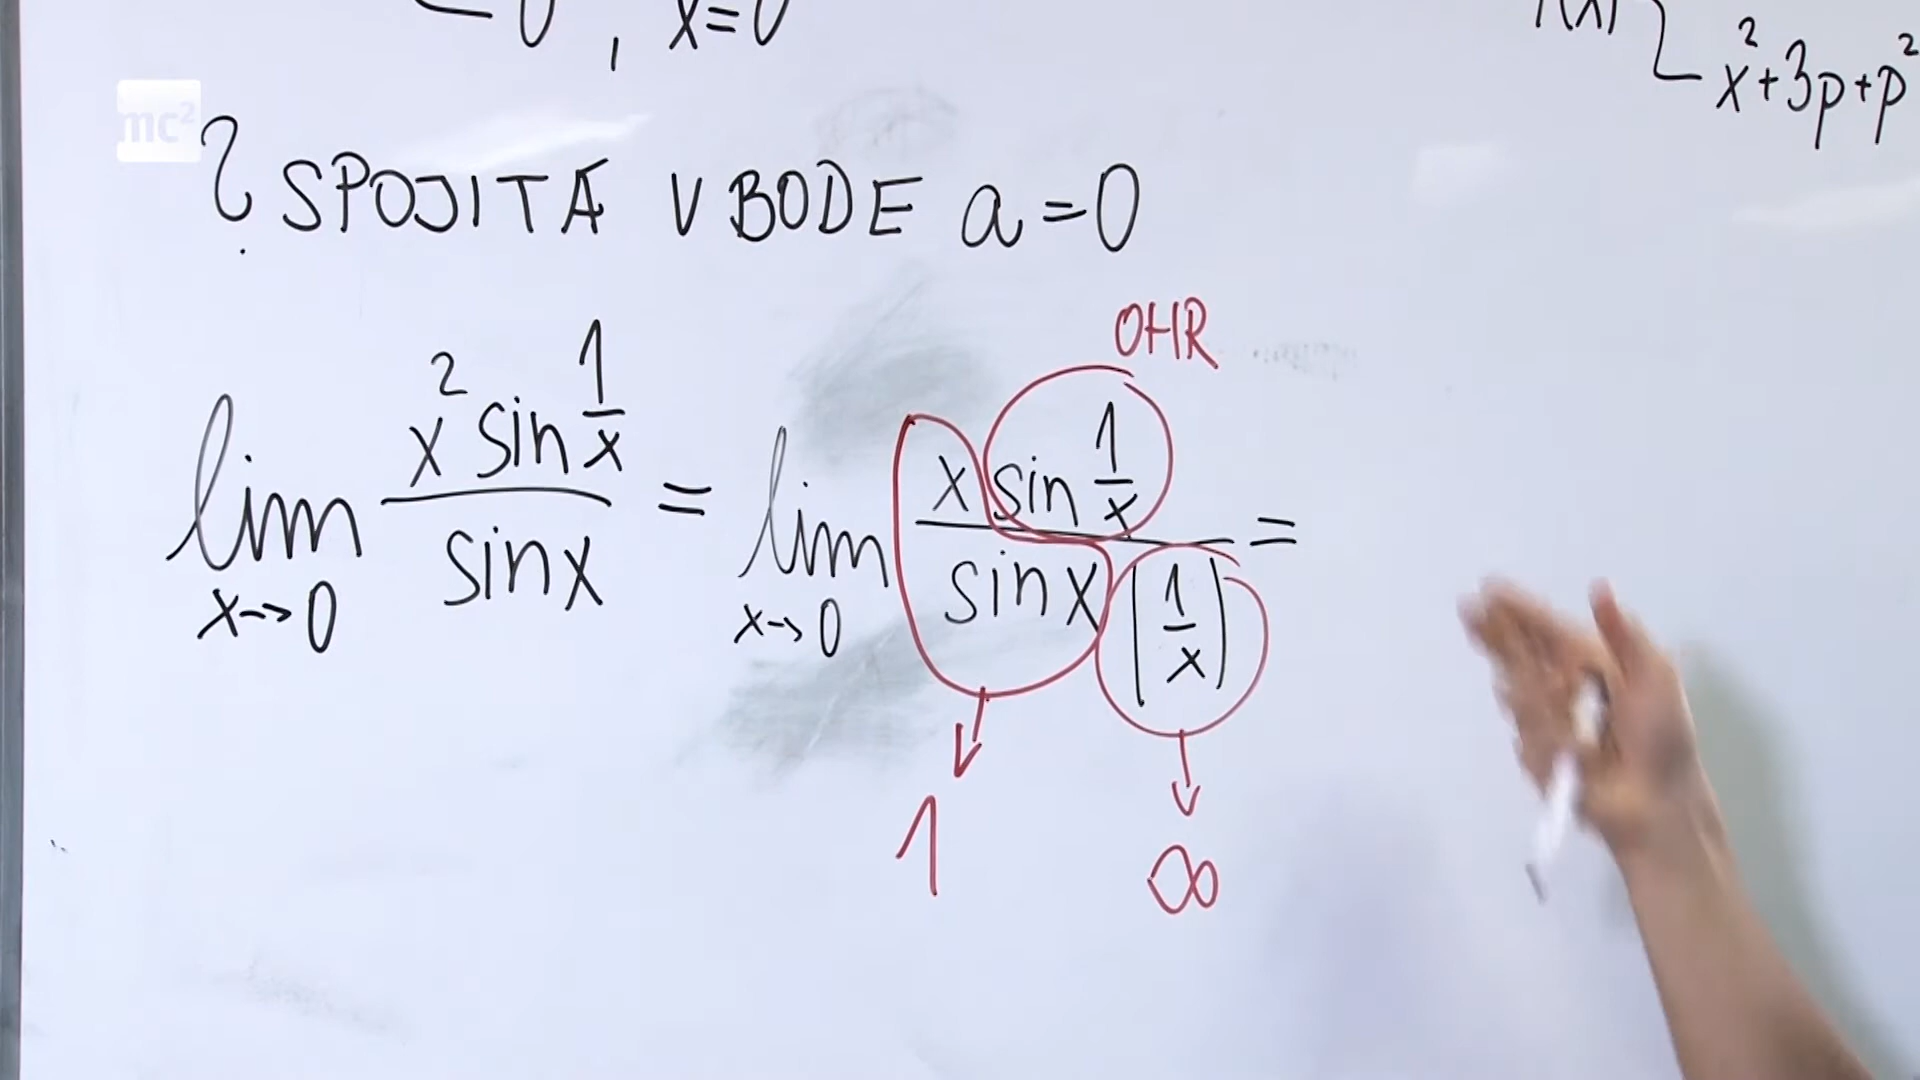 0 , x=0
x²+3p+p²
mc²
? SPOJITÁ V BODE a=0
OHR
lim x→0 x² sin 1/x / sin x = lim x→0 x sin 1/x / sin x (1/x) =
1 ∞